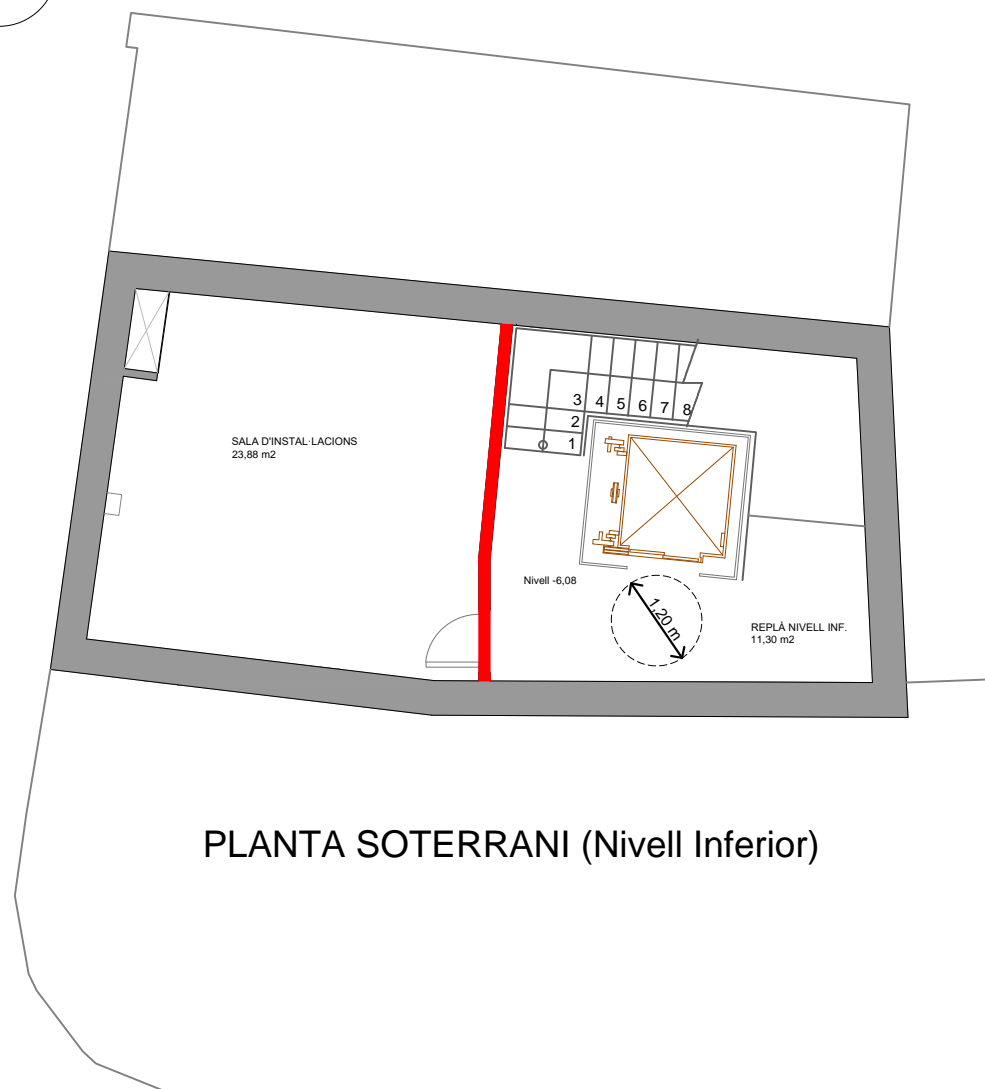 3 4 5 6 7 8
2
1
SALA D'INSTAL·LACIONS
23,88 m2
Nivell -6,08
1,20 m
REPLÀ NIVELL INF.
11,30 m2
PLANTA SOTERRANI (Nivell Inferior)